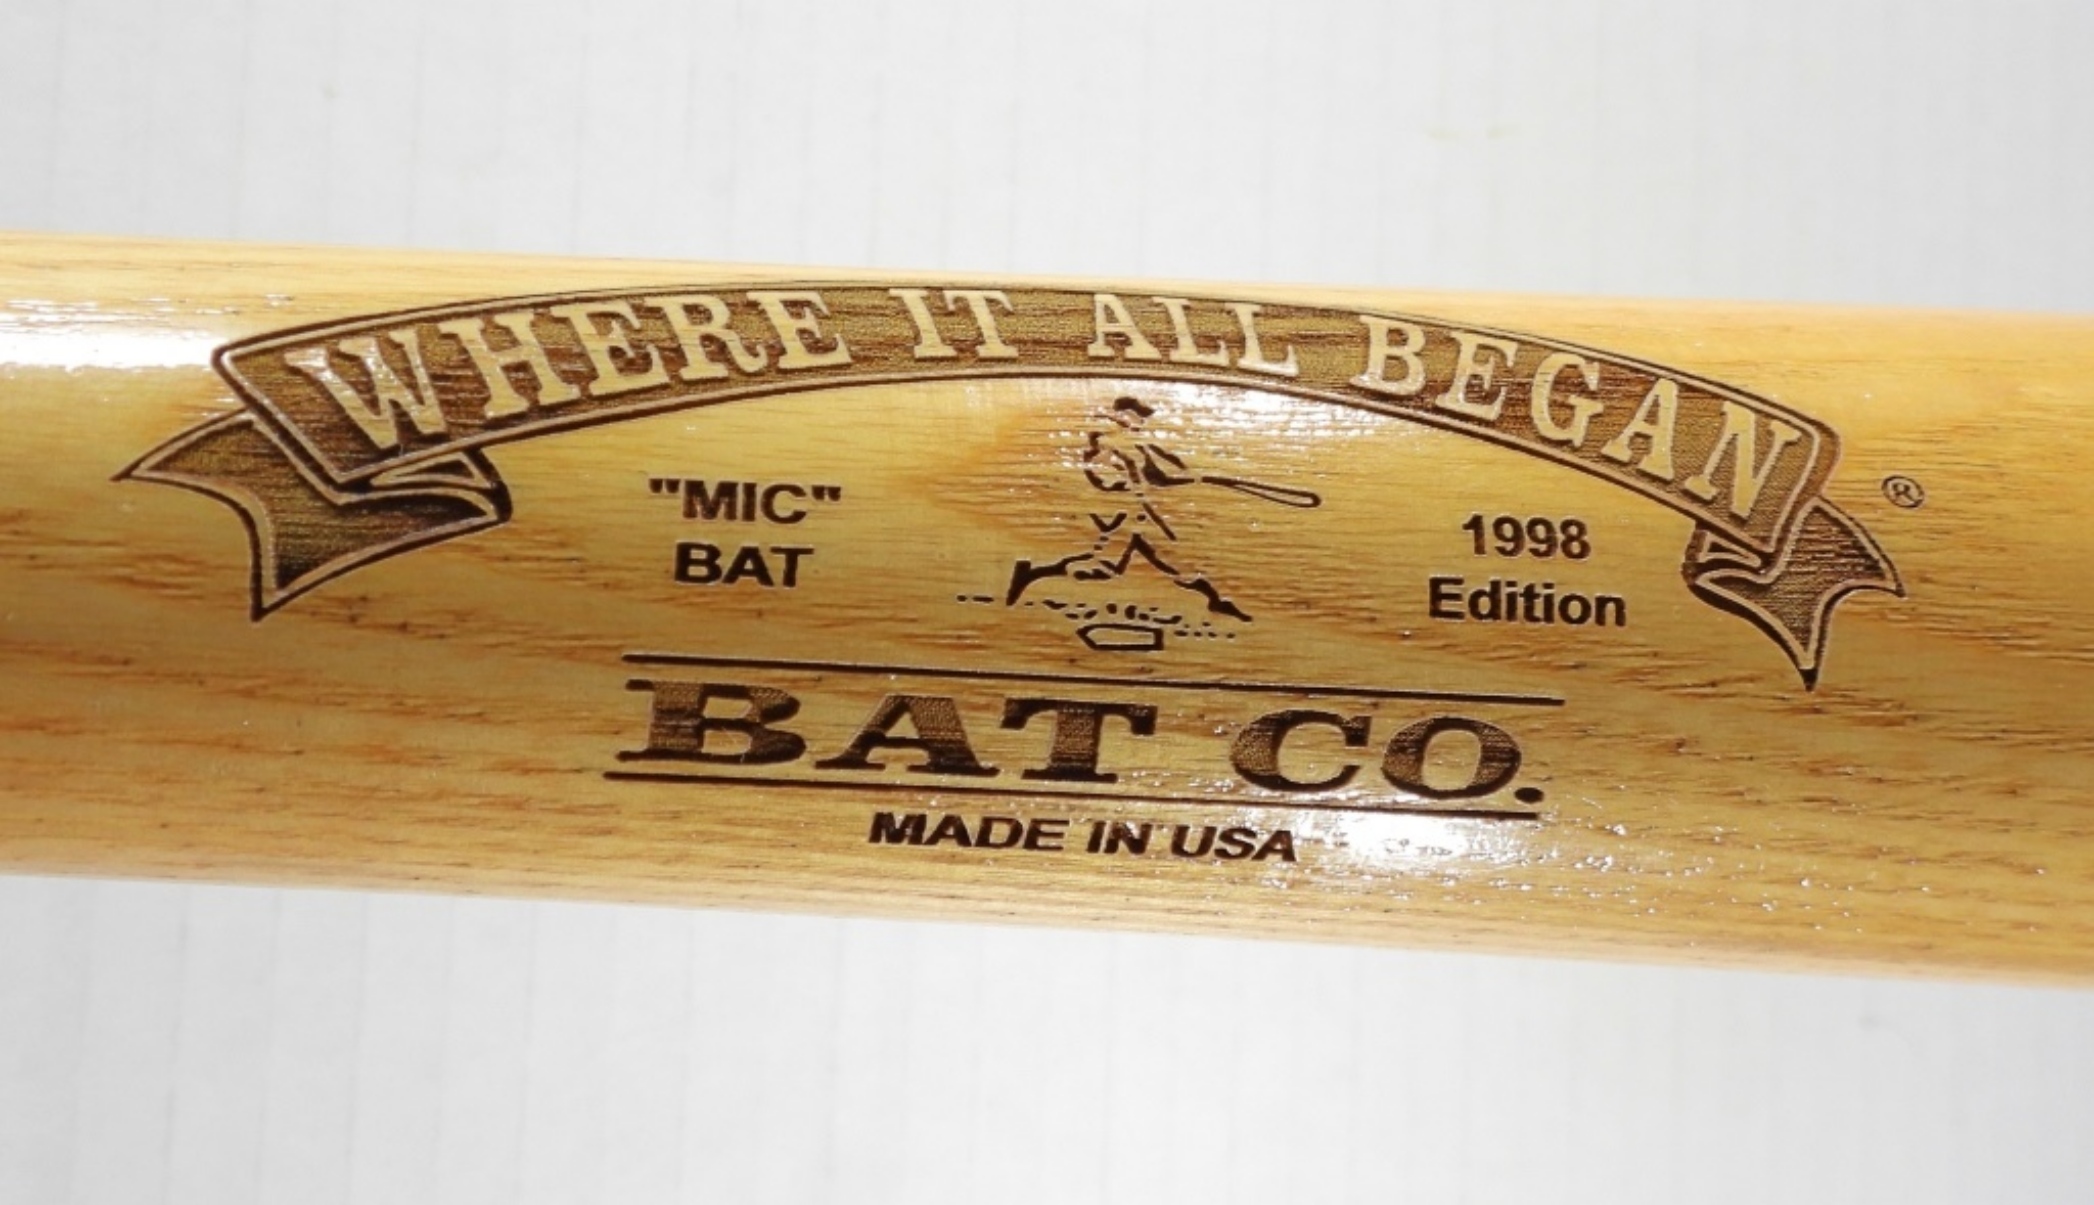 WHERE IT ALL BEGAN
®
"MIC"
BAT
1998
Edition
BAT CO.
MADE IN USA